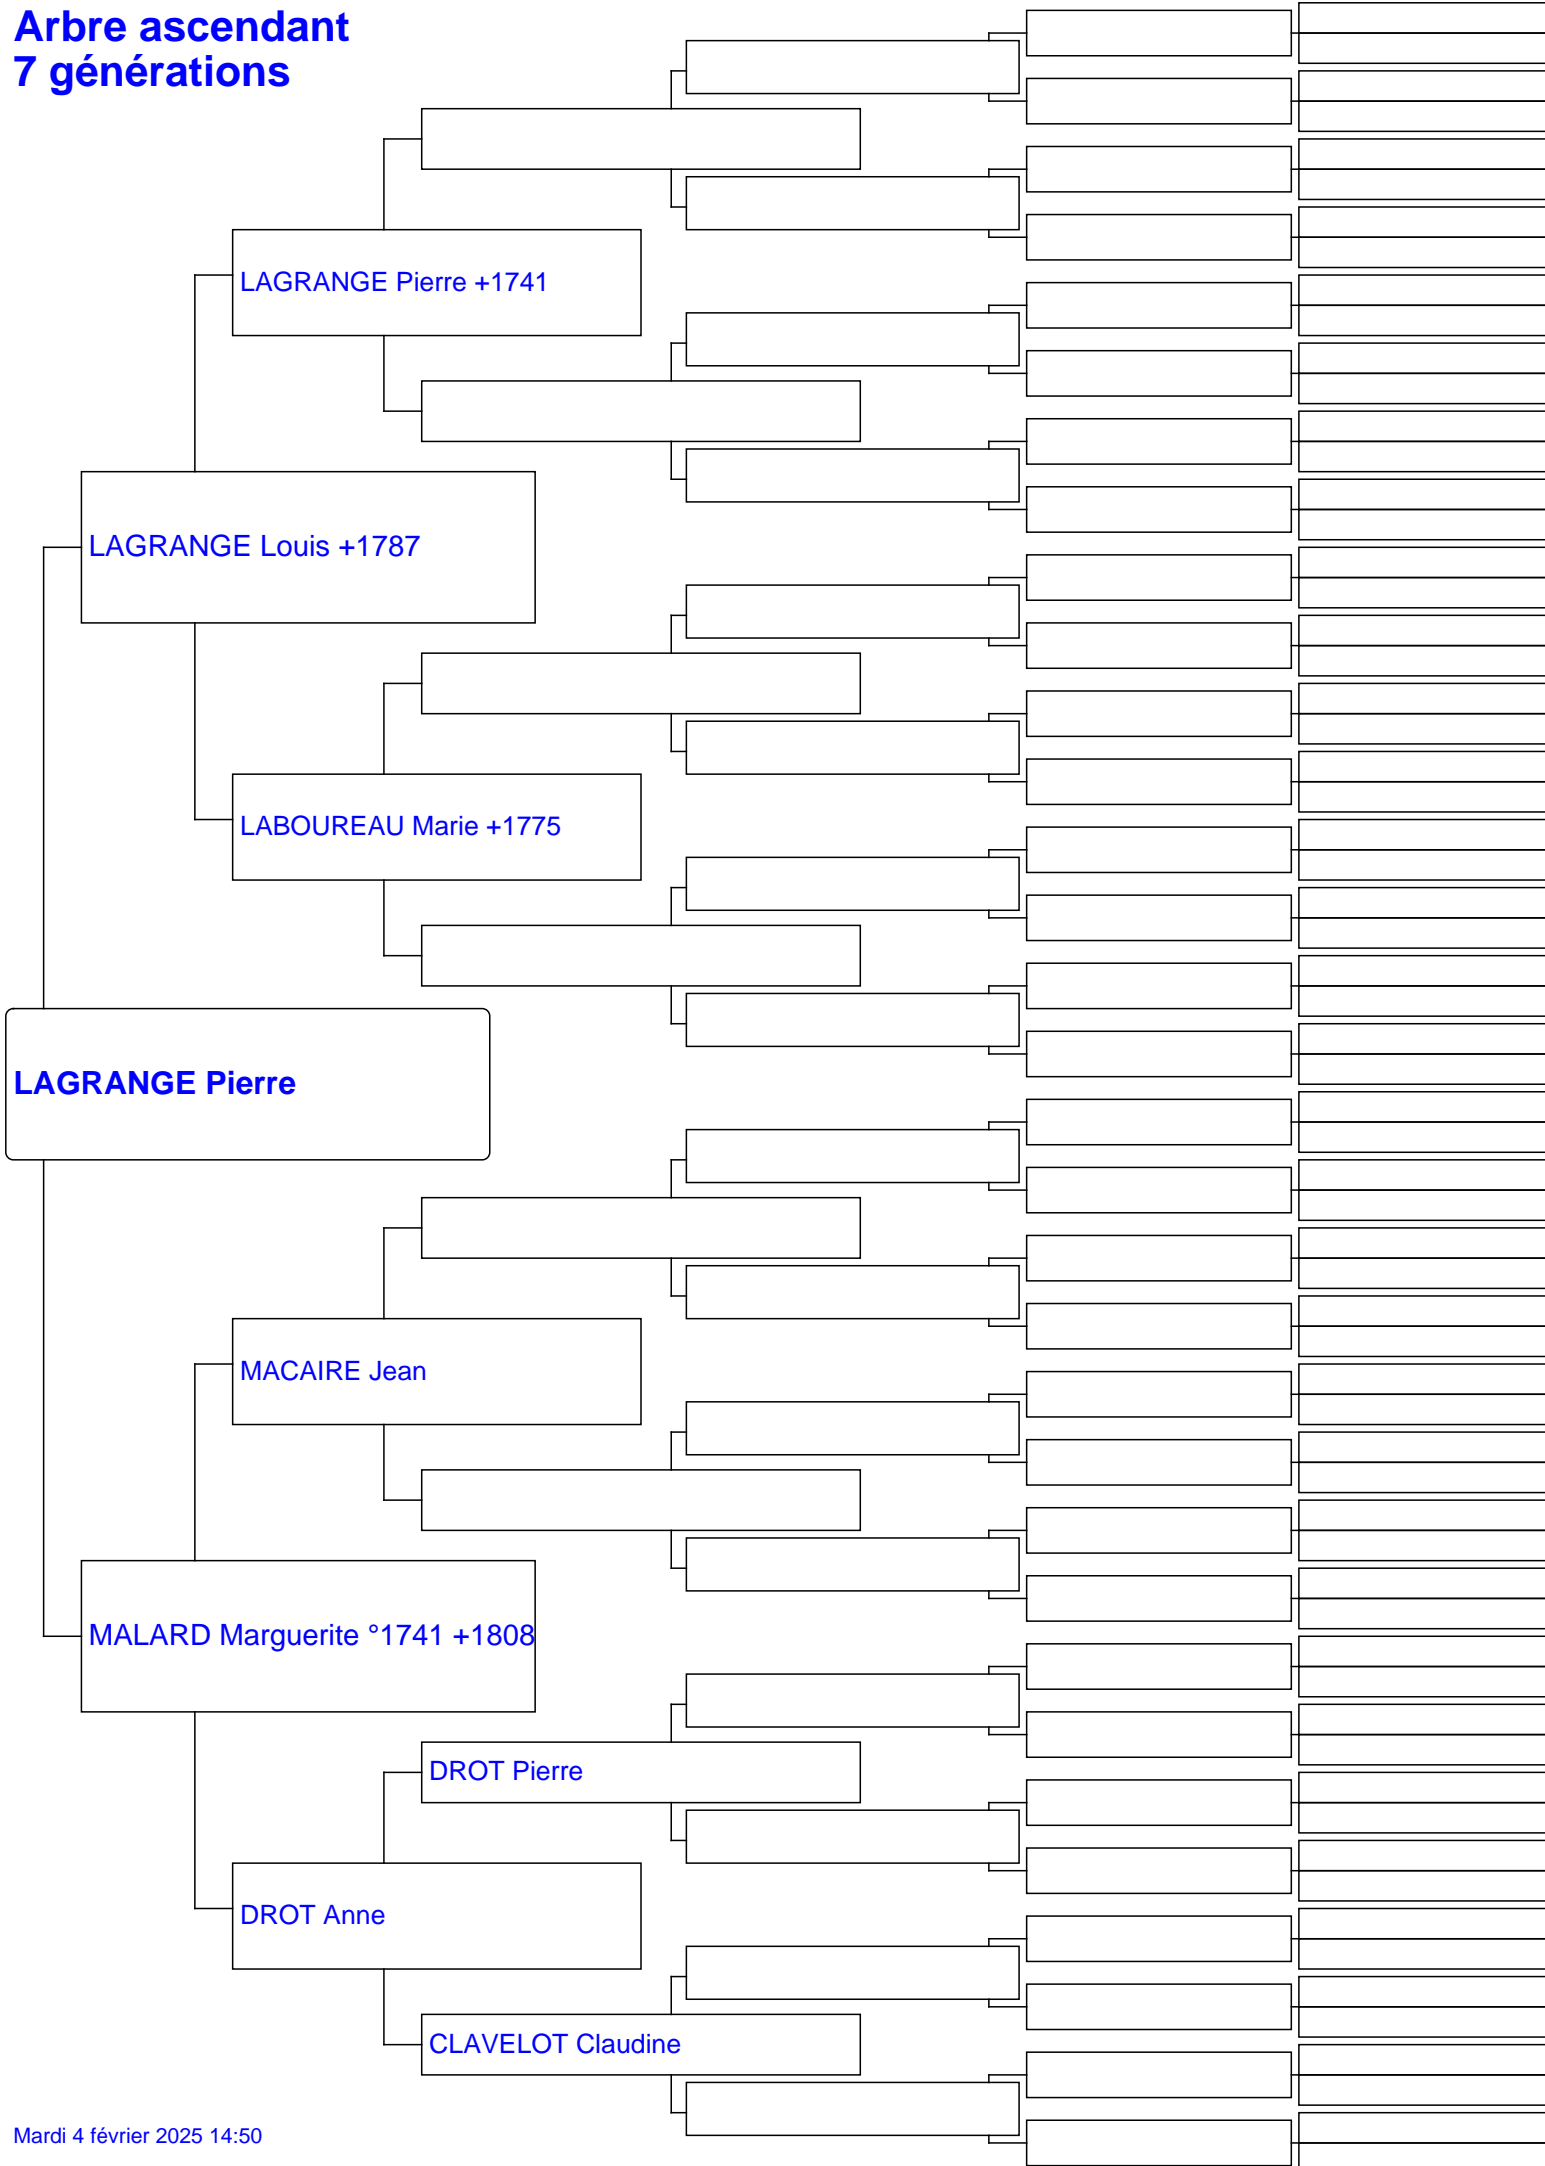 Arbre ascendant
7 générations
LAGRANGE Pierre +1741
LAGRANGE Louis +1787
LABOUREAU Marie +1775
LAGRANGE Pierre
MACAIRE Jean
MALARD Marguerite °1741 +1808
DROT Pierre
DROT Anne
CLAVELOT Claudine
Mardi 4 février 2025 14:50